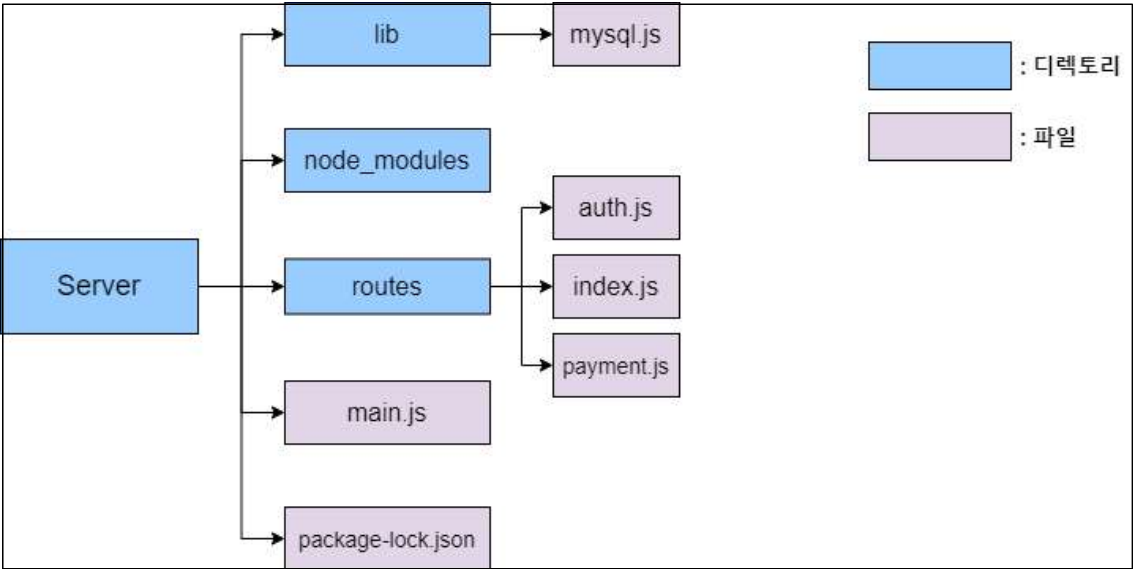 lib
mysql.js
: 디렉토리
: 파일
node_modules
auth.js
Server
routes
index.js
payment.js
main.js
package-lock.json